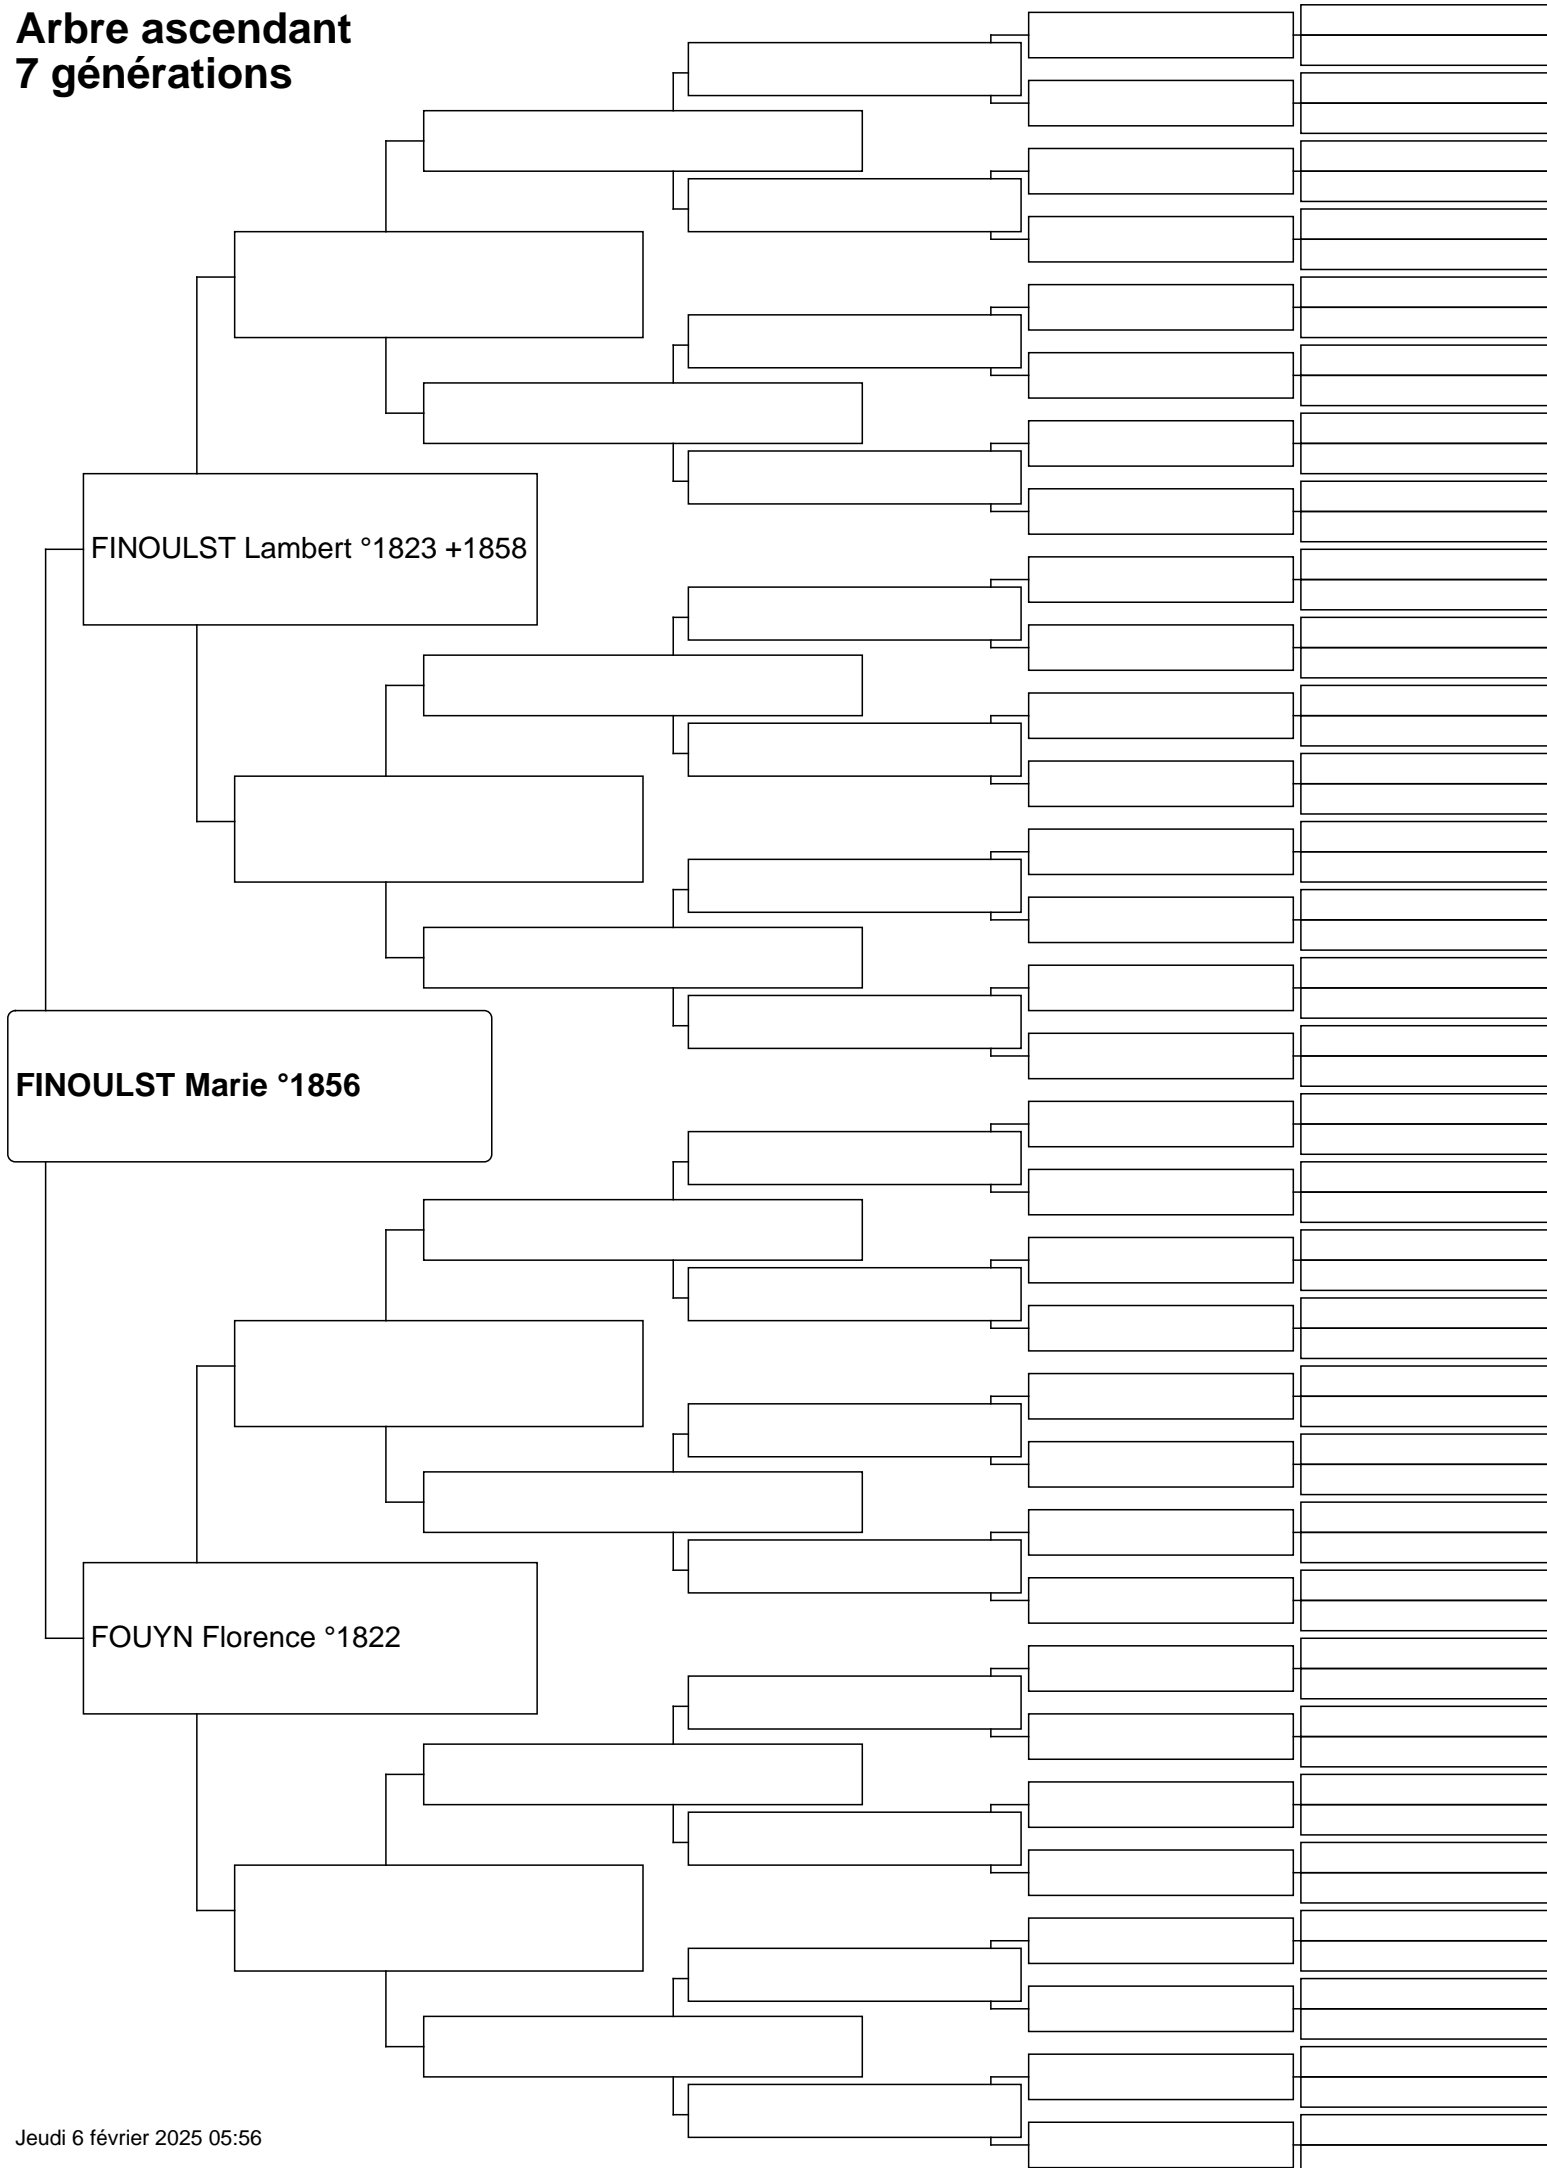 Arbre ascendant
7 générations
FINOULST Lambert °1823 +1858
FINOULST Marie °1856
FOUYN Florence °1822
Jeudi 6 février 2025 05:56